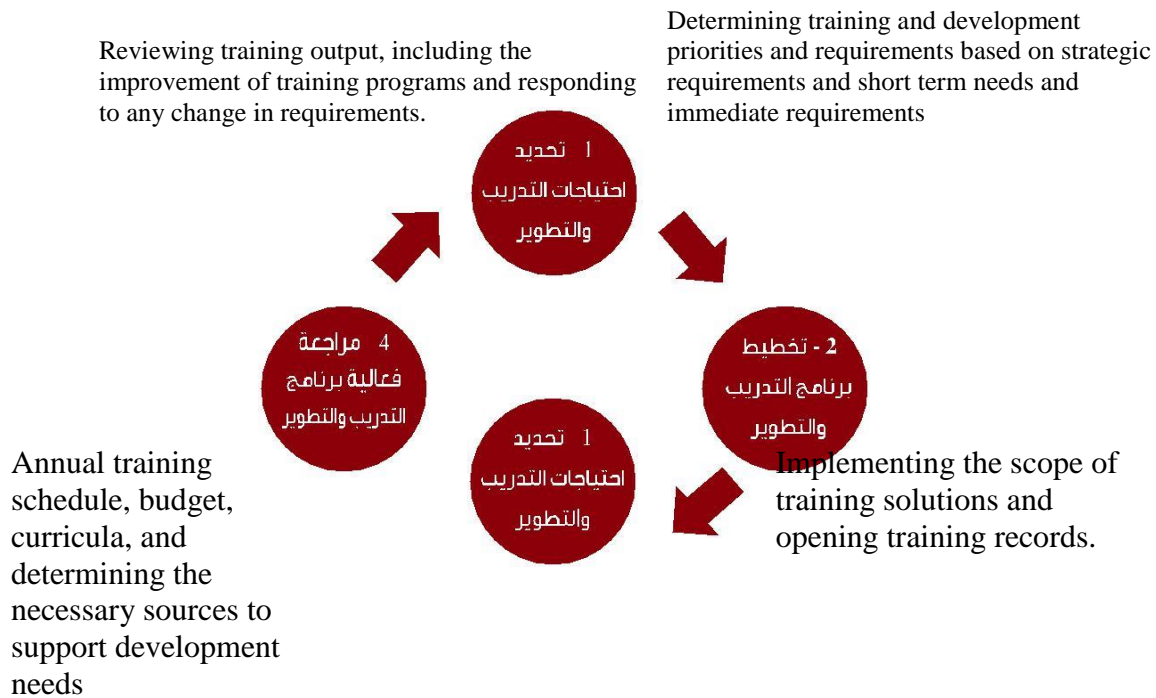 Reviewing training output, including the
improvement of training programs and responding
to any change in requirements.
Determining training and development
priorities and requirements based on strategic
requirements and short term needs and
immediate requirements
1 تحديد
احتياجات التدريب
والتطوير
4 مراجعة
فعالية برنامج
التدريب والتطوير
2 - تخطيط
برنامج التدريب
والتطوير
1 تحديد
احتياجات التدريب
والتطوير
Annual training
schedule, budget,
curricula, and
determining the
necessary sources to
support development
needs
Implementing the scope of
training solutions and
opening training records.